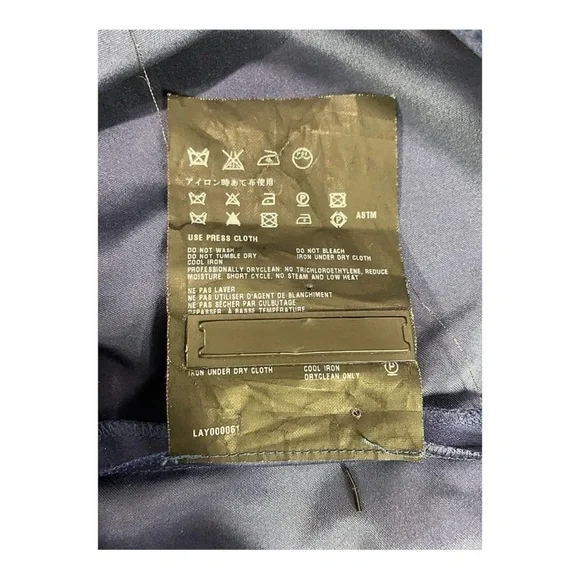 アイロン時あて布使用
ASTM
USE PRESS CLOTH
DO NOT WASH DO NOT BLEACH
DO NOT TUMBLE DRY IRON UNDER DRY CLOTH
COOL IRON
PROFESSIONALLY DRYCLEAN: NO TRICHLOROETHYLENE, REDUCE
MOISTURE, SHORT CYCLE, NO STEAM AND LOW HEAT
NE PAS LAVER
NE PAS UTILISER D'AGENT DE BLANCHIMENT
NE PAS SÉCHER PAR CULBUTAGE
REPASSER À BASSE TEMPÉRATURE
IRON UNDER DRY CLOTH COOL IRON
DRYCLEAN ONLY
P
LAY000061